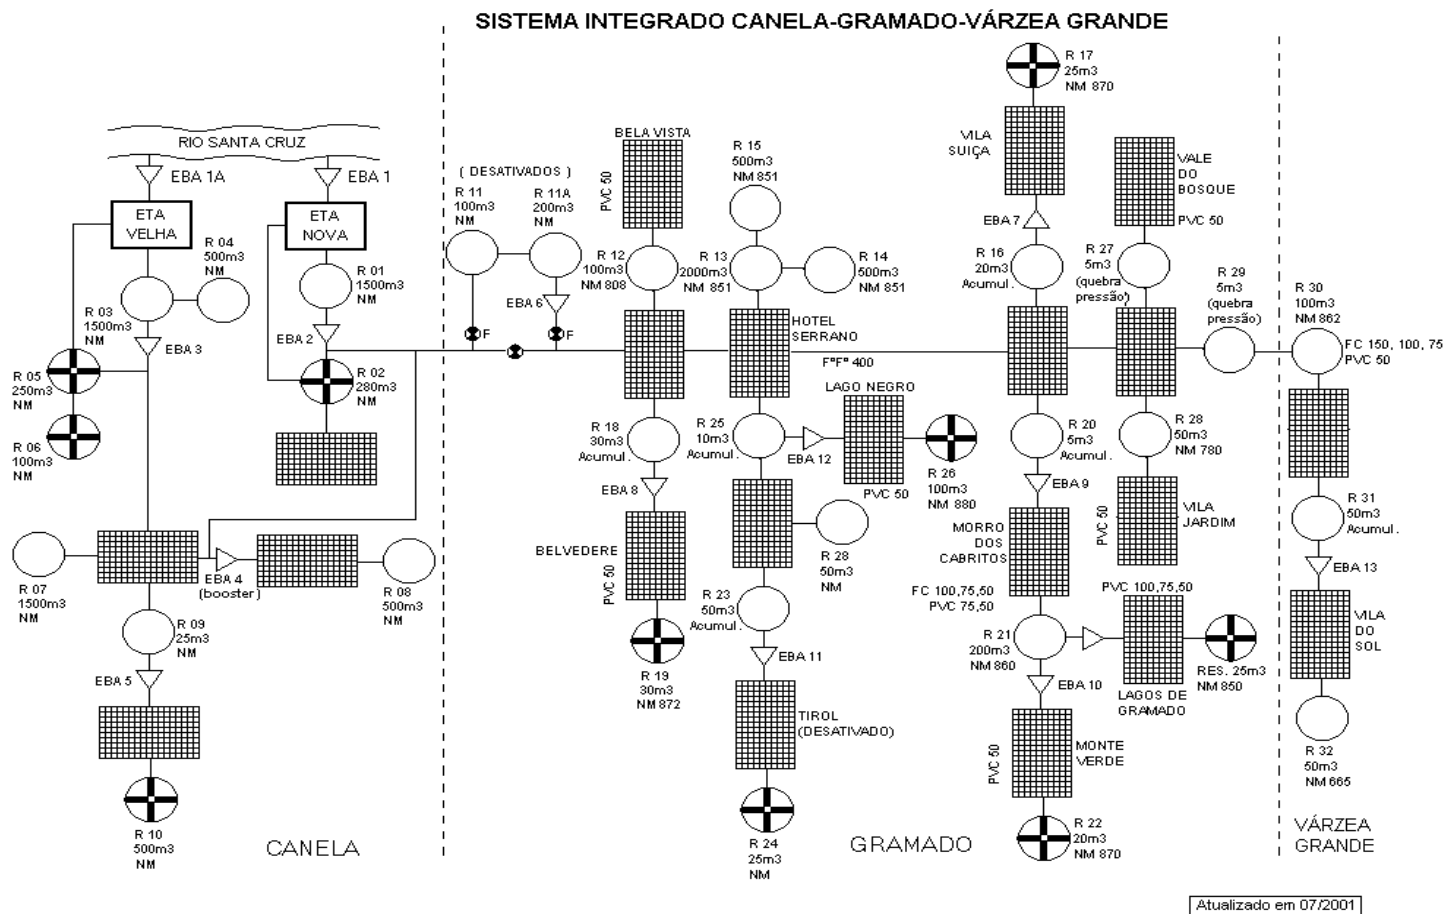 SISTEMA INTEGRADO CANELA-GRAMADO-VÁRZEA GRANDE
RIO SANTA CRUZ
EBA 1A
EBA 1
ETA
VELHA
ETA
NOVA
R 04
500m3
NM
R 03
1500m3
NM
EBA 3
R 01
1500m3
NM
EBA 2
R 02
280m3
NM
R 05
250m3
NM
R 06
100m3
NM
R 07
1500m3
NM
EBA 4
(booster)
R 08
500m3
NM
R 09
25m3
NM
EBA 5
R 10
500m3
NM
CANELA
( DESATIVADOS )
R 11
100m3
NM
R 11A
200m3
NM
EBA 6
F
F
BELA VISTA
PVC 50
R 12
100m3
NM 808
R 15
500m3
NM 851
R 13
2000m3
NM 851
R 14
500m3
NM 851
HOTEL
SERRANO
FºFº 400
R 18
30m3
Acumul.
EBA 8
BELVEDERE
PVC 50
R 19
30m3
NM 872
R 25
10m3
Acumul.
EBA 12
LAGO NEGRO
PVC 50
R 26
100m3
NM 880
R 28
50m3
NM
R 23
50m3
Acumul.
EBA 11
TIROL
(DESATIVADO)
R 24
25m3
NM
R 17
25m3
NM 870
VILA
SUIÇA
EBA 7
R 16
20m3
Acumul.
VALE
DO
BOSQUE
PVC 50
R 27
5m3
(quebra
pressão)
R 29
5m3
(quebra
pressão)
R 20
5m3
Acumul.
EBA 9
MORRO
DOS
CABRITOS
FC 100,75,50
PVC 75,50
R 28
50m3
NM 780
PVC 50
VILA
JARDIM
R 21
200m3
NM 860
EBA 10
PVC 100,75,50
LAGOS DE
GRAMADO
RES. 25m3
NM 850
PVC 50
MONTE
VERDE
R 22
20m3
NM 870
GRAMADO
R 30
100m3
NM 862
FC 150, 100, 75
PVC 50
R 31
50m3
Acumul.
EBA 13
VILA
DO
SOL
R 32
50m3
NM 665
VÁRZEA
GRANDE
Atualizado em 07/2001